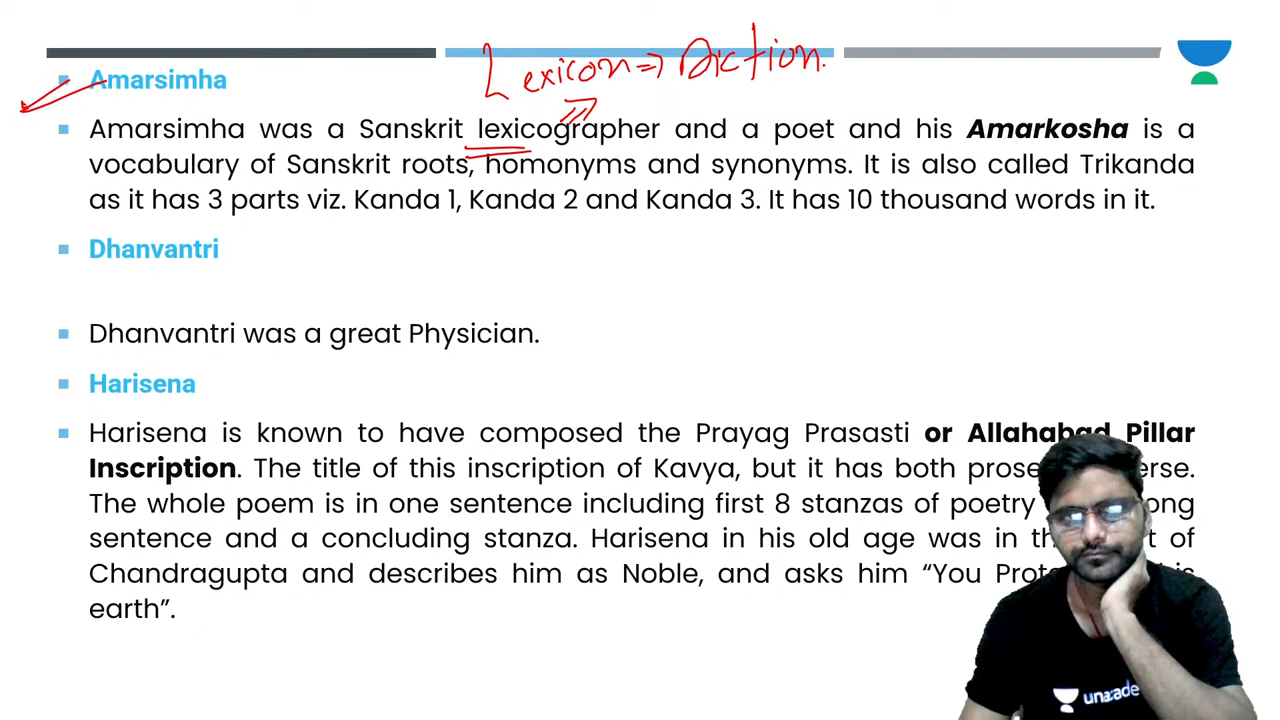 Lexicon => Diction.
Amarsimha
Amarsimha was a Sanskrit lexicographer and a poet and his Amarkosha is a
vocabulary of Sanskrit roots, homonyms and synonyms. It is also called Trikanda
as it has 3 parts viz. Kanda 1, Kanda 2 and Kanda 3. It has 10 thousand words in it.
Dhanvantri
Dhanvantri was a great Physician.
Harisena
Harisena is known to have composed the Prayag Prasasti or Allahabad Pillar
Inscription. The title of this inscription of Kavya, but it has both prose
The whole poem is in one sentence including first 8 stanzas of poetry
sentence and a concluding stanza. Harisena in his old age was in of
Chandragupta and describes him as Noble, and asks him “You
earth”.
unacade